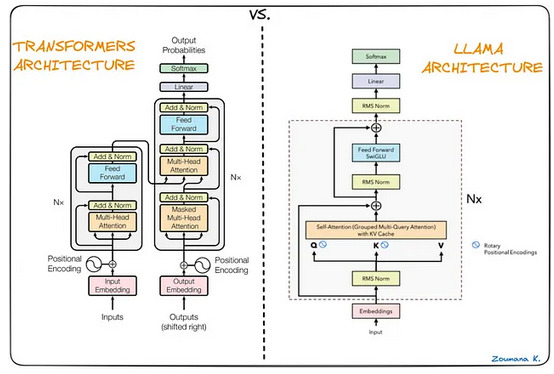 VS.
TRANSFORMERS
ARCHITECTURE
Output
Probabilities
Softmax
Linear
Add & Norm
Feed
Forward
Add & Norm
Multi-Head
Attention
Add & Norm
Masked
Multi-Head
Attention
Nx
Positional
Encoding
Output
Embedding
Outputs
(shifted right)
Add & Norm
Feed
Forward
Add & Norm
Multi-Head
Attention
Nx
Positional
Encoding
Input
Embedding
Inputs
LLAMA
ARCHITECTURE
Softmax
Linear
RMS Norm
Feed Forward
SwiGLU
RMS Norm
Nx
Self-Attention (Grouped Multi-Query Attention)
with KV Cache
Q K V
Rotary
Positional Encodings
RMS Norm
Embeddings
Input
Zoumana K.